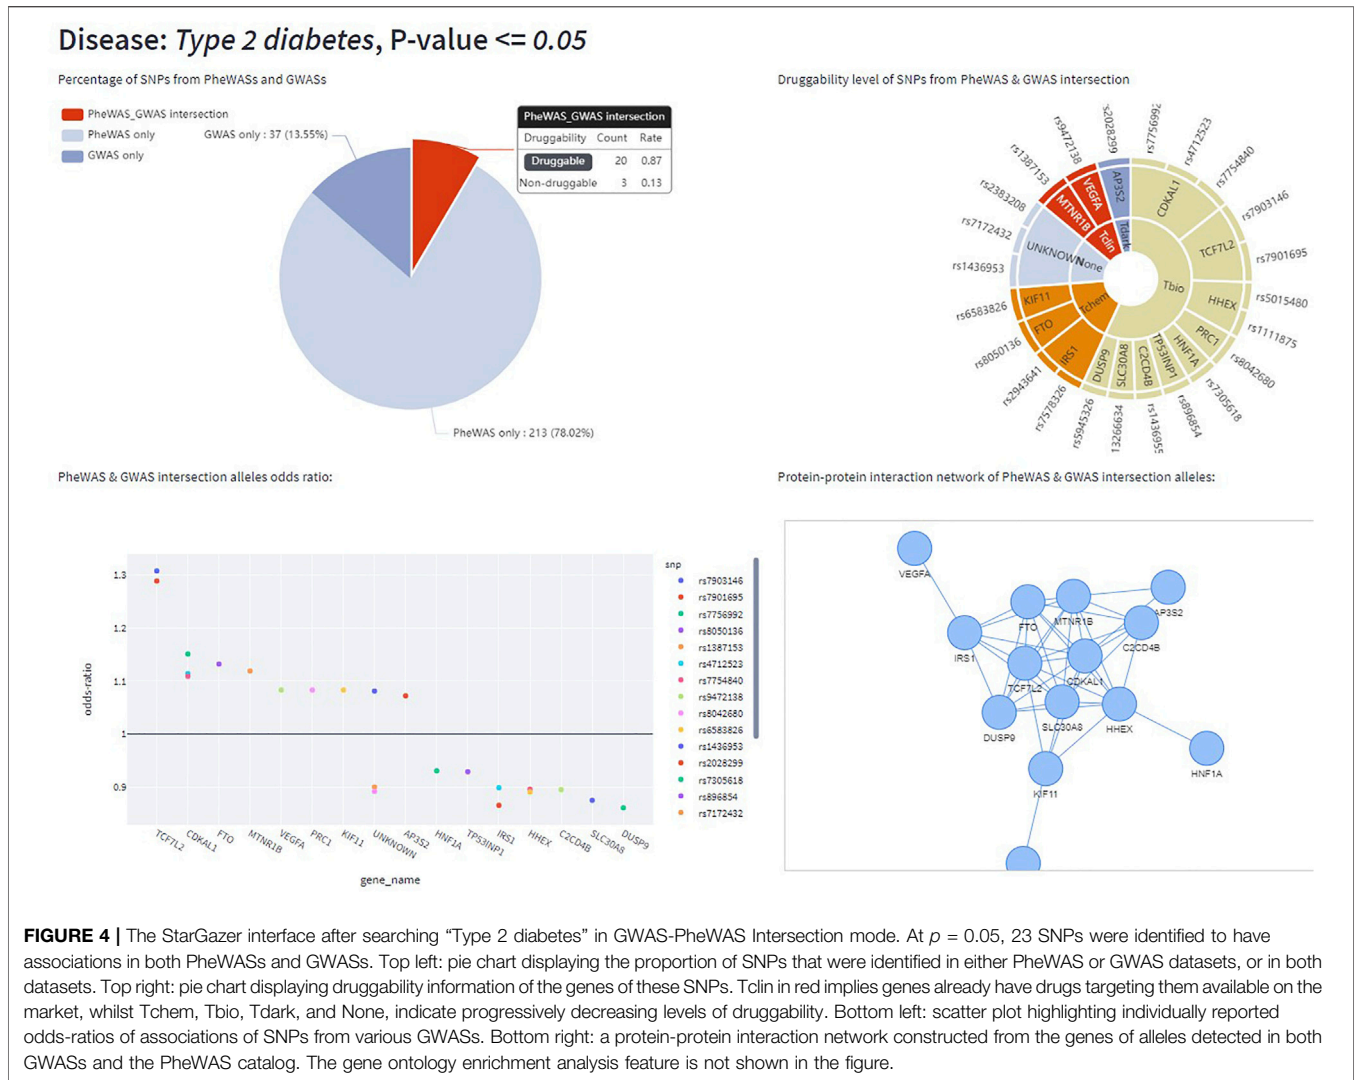 Disease: Type 2 diabetes, P-value <= 0.05
Percentage of SNPs from PheWASs and GWASs
PheWAS_GWAS intersection
PheWAS only
GWAS only
GWAS only : 37 (13.55%)
PheWAS_GWAS intersection
Druggability Count Rate
Druggable 20 0.87
Non-druggable 3 0.13
PheWAS only : 213 (78.02%)
Druggability level of SNPs from PheWAS & GWAS intersection
rs7756992
rs4712523
rs7754840
rs7903146
rs7901695
rs5015480
rs1111875
rs8042680
rs7305618
rs896854
rs1436955
13266634
rs5945326
rs7578326
rs2943641
rs8050136
rs6583826
rs1436953
rs7172432
rs2383208
rs1387153
rs9472138
s2028299
CDKAL1
TCF7L2
HHEX
PRC1
HNF1A
TP53INP1
C2CD4B
SLC30A8
DUSP9
IRS1
FTO
KIF11
UNKNOWN
MTNR1B
VEGFA
AP3S2
Tbio
Tchem
None
Tclin
Tdark
PheWAS & GWAS intersection alleles odds ratio:
odds-ratio
1.3
1.2
1.1
1
0.9
TCF7L2
CDKAL1
FTO
MTNR1B
VEGFA
PRC1
KIF11
UNKNOWN
AP3S2
HNF1A
TP53INP1
IRS1
HHEX
C2CD4B
SLC30A8
DUSP9
gene_name
snp
rs7903146
rs7901695
rs7756992
rs8050136
rs1387153
rs4712523
rs7754840
rs9472138
rs8042680
rs6583826
rs1436953
rs2028299
rs7305618
rs896854
rs7172432
Protein-protein interaction network of PheWAS & GWAS intersection alleles:
VEGFA
FTO
MTNR1B
AP3S2
IRS1
C2CD4B
TCF7L2
CDKAL1
DUSP9
SLC30A8
HHEX
HNF1A
KIF11
FIGURE 4 | The StarGazer interface after searching “Type 2 diabetes” in GWAS-PheWAS Intersection mode. At p = 0.05, 23 SNPs were identified to have
associations in both PheWASs and GWASs. Top left: pie chart displaying the proportion of SNPs that were identified in either PheWAS or GWAS datasets, or in both
datasets. Top right: pie chart displaying druggability information of the genes of these SNPs. Tclin in red implies genes already have drugs targeting them available on the
market, whilst Tchem, Tbio, Tdark, and None, indicate progressively decreasing levels of druggability. Bottom left: scatter plot highlighting individually reported
odds-ratios of associations of SNPs from various GWASs. Bottom right: a protein-protein interaction network constructed from the genes of alleles detected in both
GWASs and the PheWAS catalog. The gene ontology enrichment analysis feature is not shown in the figure.